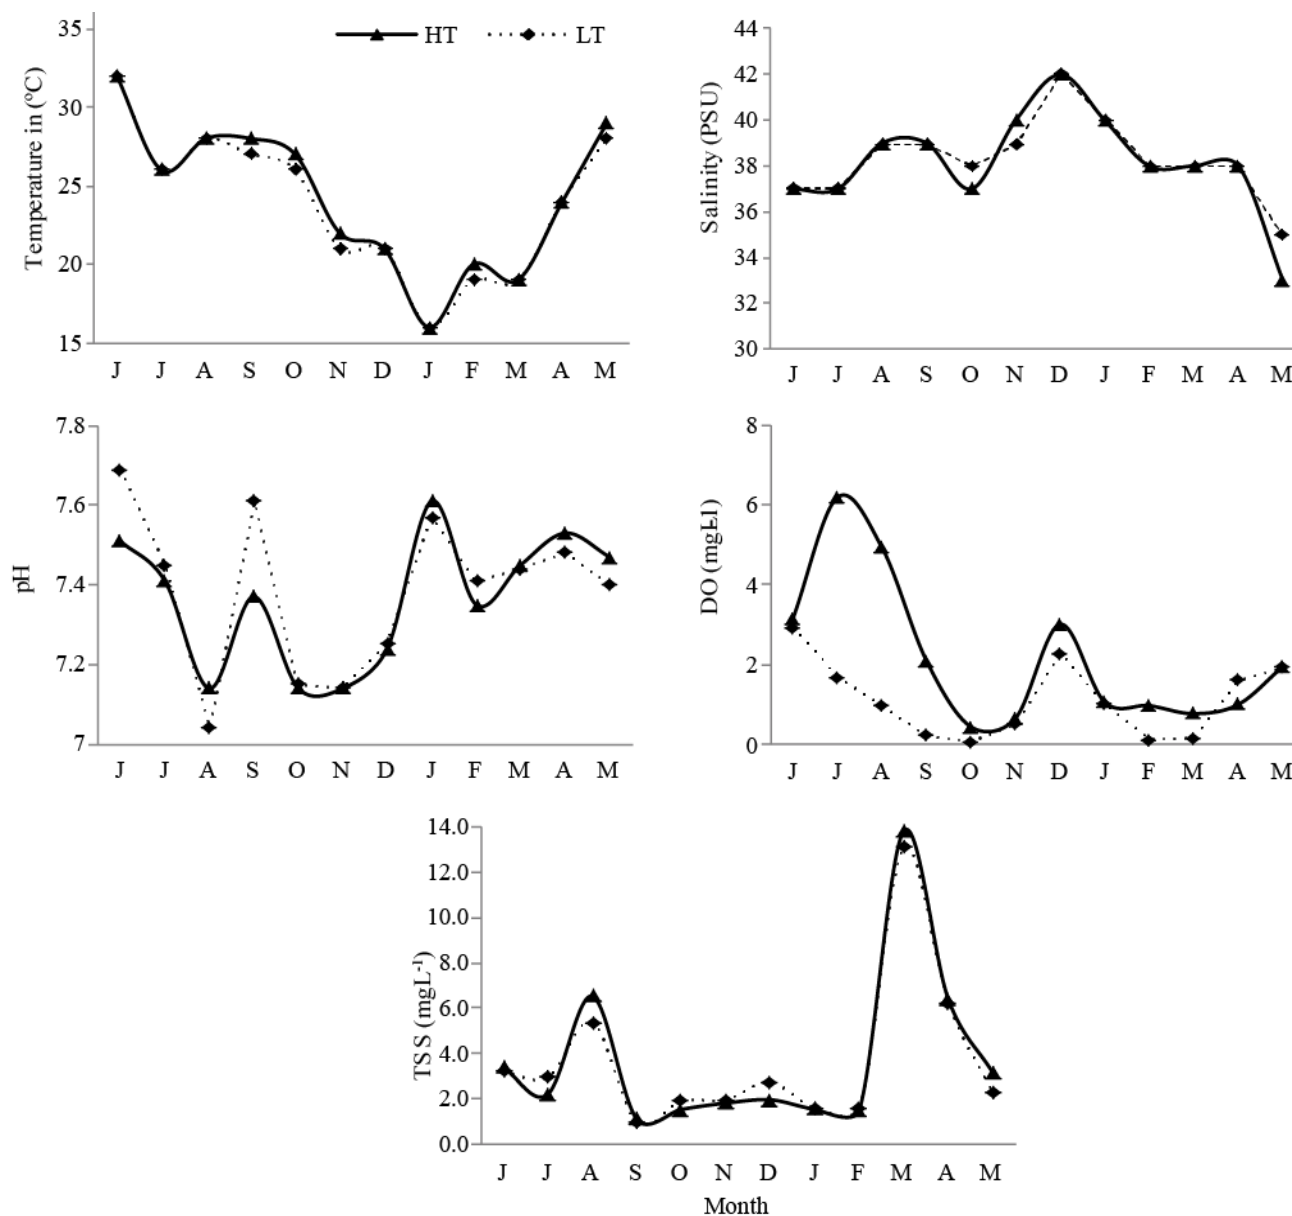 HT LT
Temperature in (ºC)
35
30
25
20
15
J J A S O N D J F M A M
Salinity (PSU)
44
42
40
38
36
34
32
30
J J A S O N D J F M A M
pH
7.8
7.6
7.4
7.2
7
J J A S O N D J F M A M
DO (mgL-1)
8
6
4
2
0
J J A S O N D J F M A M
TSS (mgL⁻¹)
14.0
12.0
10.0
8.0
6.0
4.0
2.0
0.0
J J A S O N D J F M A M
Month